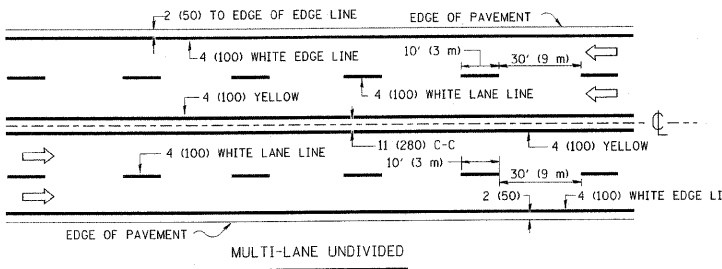 2 (50) TO EDGE OF EDGE LINE
EDGE OF PAVEMENT
4 (100) WHITE EDGE LINE
10' (3 m)
30' (9 m)
4 (100) YELLOW
4 (100) WHITE LANE LINE
℄
4 (100) WHITE LANE LINE
11 (280) C-C
4 (100) YELLOW
10' (3 m)
30' (9 m)
2 (50)
4 (100) WHITE EDGE LI
EDGE OF PAVEMENT
MULTI-LANE UNDIVIDED